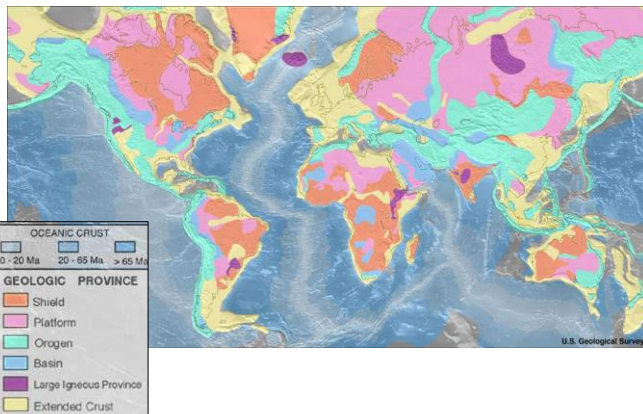 OCEANIC CRUST
0 - 20 Ma 20 - 65 Ma > 65 Ma
GEOLOGIC PROVINCE
Shield
Platform
Orogen
Basin
Large Igneous Province
Extended Crust
U.S. Geological Survey